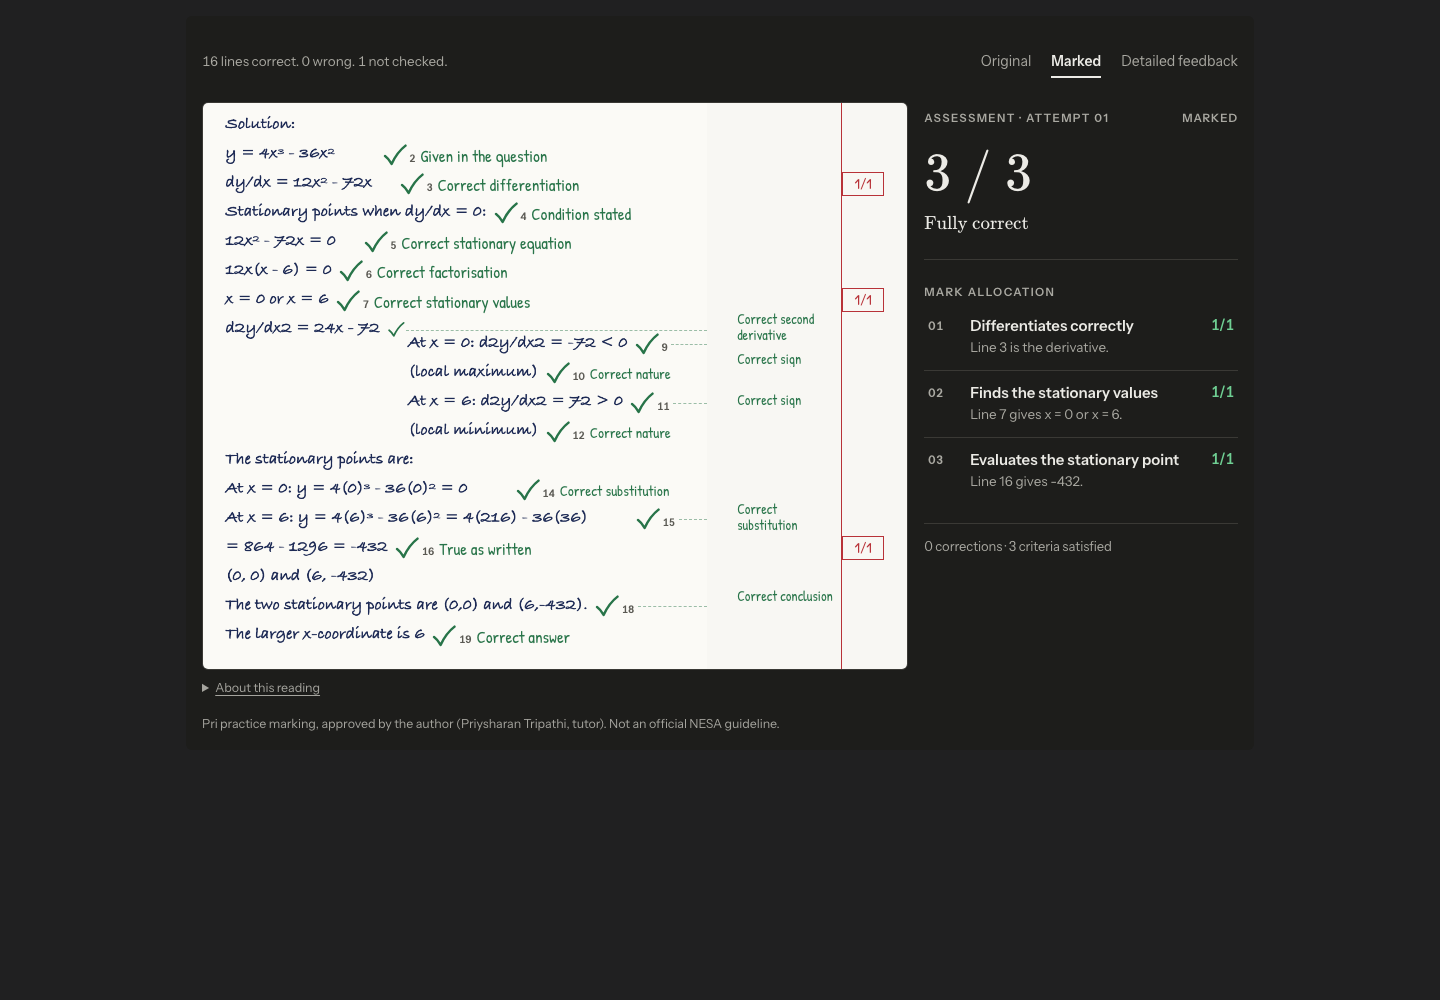 16 lines correct. 0 wrong. 1 not checked.
Original Marked Detailed feedback
Solution:
y = 4x³ - 36x² 2 Given in the question
dy/dx = 12x² - 72x 3 Correct differentiation
1/1
Stationary points when dy/dx = 0: 4 Condition stated
12x² - 72x = 0 5 Correct stationary equation
12x(x - 6) = 0 6 Correct factorisation
x = 0 or x = 6 7 Correct stationary values
1/1
d2y/dx2 = 24x - 72
Correct second
derivative
At x = 0: d2y/dx2 = -72 < 0 9
Correct sign
(local maximum) 10 Correct nature
At x = 6: d2y/dx2 = 72 > 0 11 Correct sign
(local minimum) 12 Correct nature
The stationary points are:
At x = 0: y = 4(0)³ - 36(0)² = 0 14 Correct substitution
At x = 6: y = 4(6)³ - 36(6)² = 4(216) - 36(36) 15
Correct
substitution
= 864 - 1296 = -432 16 True as written
1/1
(0, 0) and (6, -432)
The two stationary points are (0,0) and (6,-432). 18
Correct conclusion
The larger x-coordinate is 6 19 Correct answer
About this reading
Pri practice marking, approved by the author (Priysharan Tripathi, tutor). Not an official NESA guideline.
ASSESSMENT · ATTEMPT 01 MARKED
3 / 3
Fully correct
MARK ALLOCATION
01 Differentiates correctly 1/1
Line 3 is the derivative.
02 Finds the stationary values 1/1
Line 7 gives x = 0 or x = 6.
03 Evaluates the stationary point 1/1
Line 16 gives -432.
0 corrections · 3 criteria satisfied